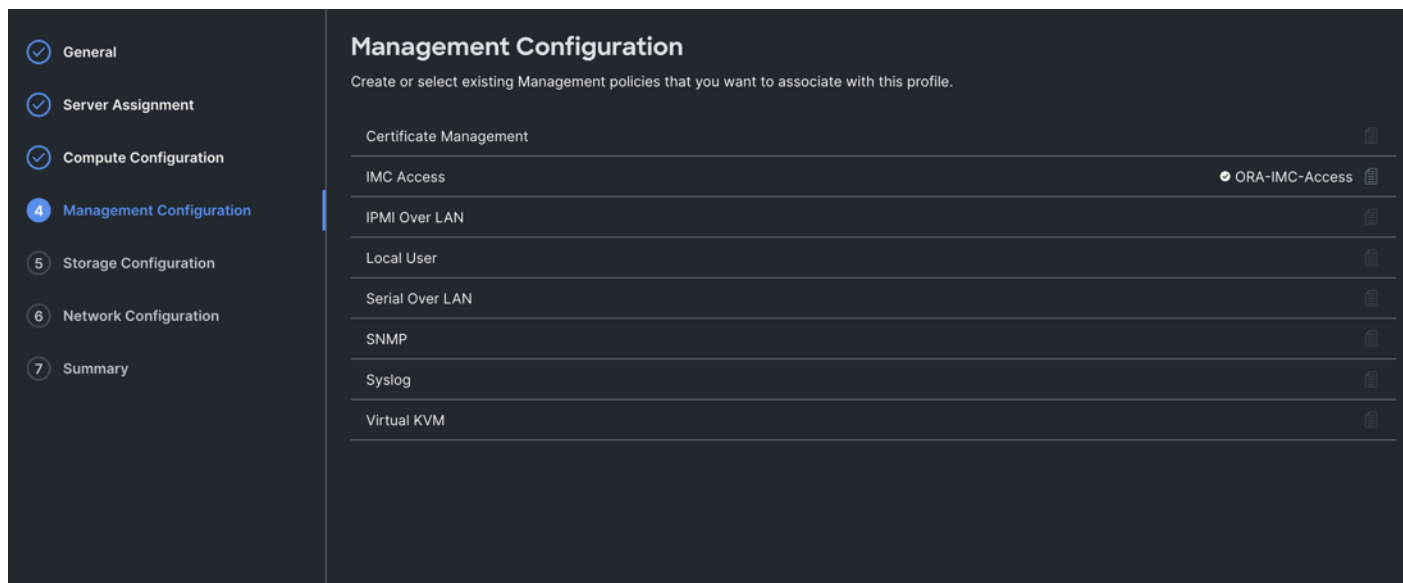 General
Server Assignment
Compute Configuration
4 Management Configuration
5 Storage Configuration
6 Network Configuration
7 Summary
Management Configuration
Create or select existing Management policies that you want to associate with this profile.
Certificate Management
IMC Access ORA-IMC-Access
IPMI Over LAN
Local User
Serial Over LAN
SNMP
Syslog
Virtual KVM